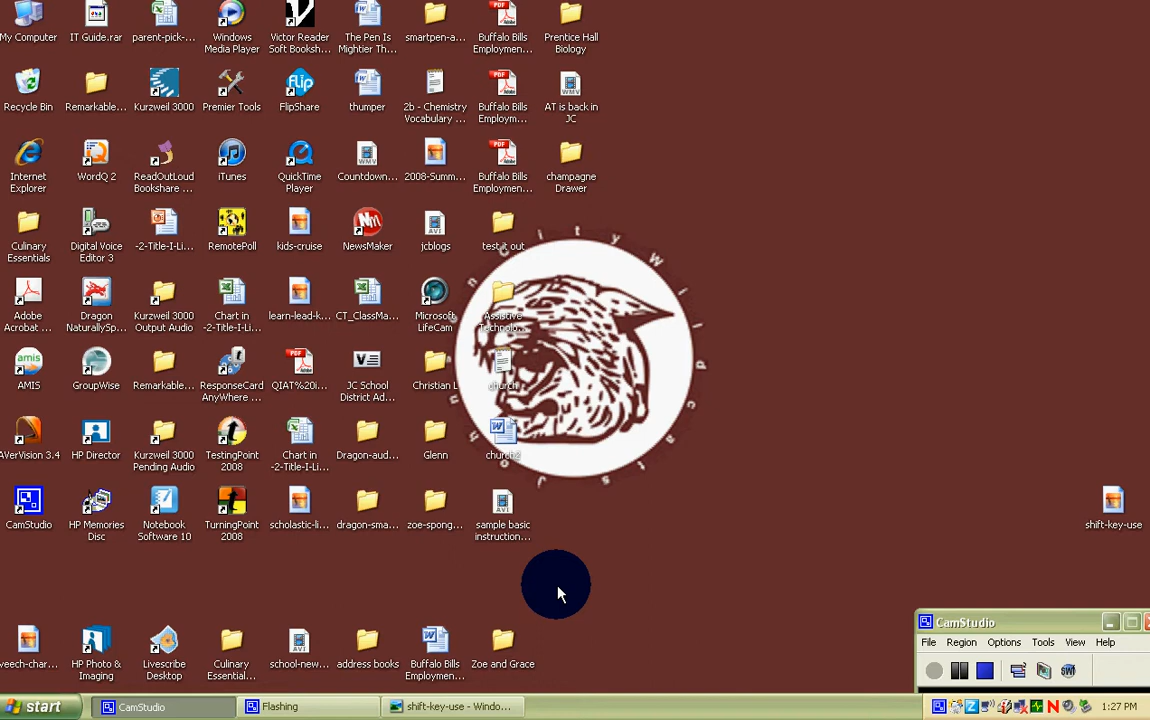 My Computer
IT Guide.rar
parent-pick-...
Windows
Media Player
Victor Reader
Soft Booksh...
The Pen Is
Mightier Th...
smartpen-a...
Buffalo Bills
Employmen...
Prentice Hall
Biology
Recycle Bin
Remarkable...
Kurzweil 3000
Premier Tools
FlipShare
thumper
2b - Chemistry
Vocabulary ...
Buffalo Bills
Employm...
AT is back in
JC
Internet
Explorer
WordQ 2
ReadOutLoud
Bookshare ...
iTunes
QuickTime
Player
Countdown...
2008-Summ...
Buffalo Bills
Employmen...
champagne
Drawer
Culinary
Essentials
Digital Voice
Editor 3
-2-Title-I-Li...
RemotePoll
kids-cruise
NewsMaker
jcblogs
test it out
Adobe
Acrobat ...
Dragon
NaturallySp...
Kurzweil 3000
Output Audio
Chart in
-2-Title-I-Li...
learn-lead-k...
CT_ClassMa...
Microsoft
LifeCam
Assistive
Technolo...
AMIS
GroupWise
Remarkable...
ResponseCard
AnyWhere ...
QIAT%20i...
JC School
District Ad...
Christian L
church
AVerVision 3.4
HP Director
Kurzweil 3000
Pending Audio
TestingPoint
2008
Chart in
-2-Title-I-Li...
Dragon-aud...
Glenn
church2
CamStudio
HP Memories
Disc
Notebook
Software 10
TurningPoint
2008
scholastic-li...
dragon-sma...
zoe-spong...
sample basic
instruction...
shift-key-use
veech-char...
HP Photo &
Imaging
Livescribe
Desktop
Culinary
Essential...
school-new...
address books
Buffalo Bills
Employmen...
Zoe and Grace
CamStudio
File Region Options Tools View Help
start
CamStudio
Flashing
shift-key-use - Windo...
1:27 PM